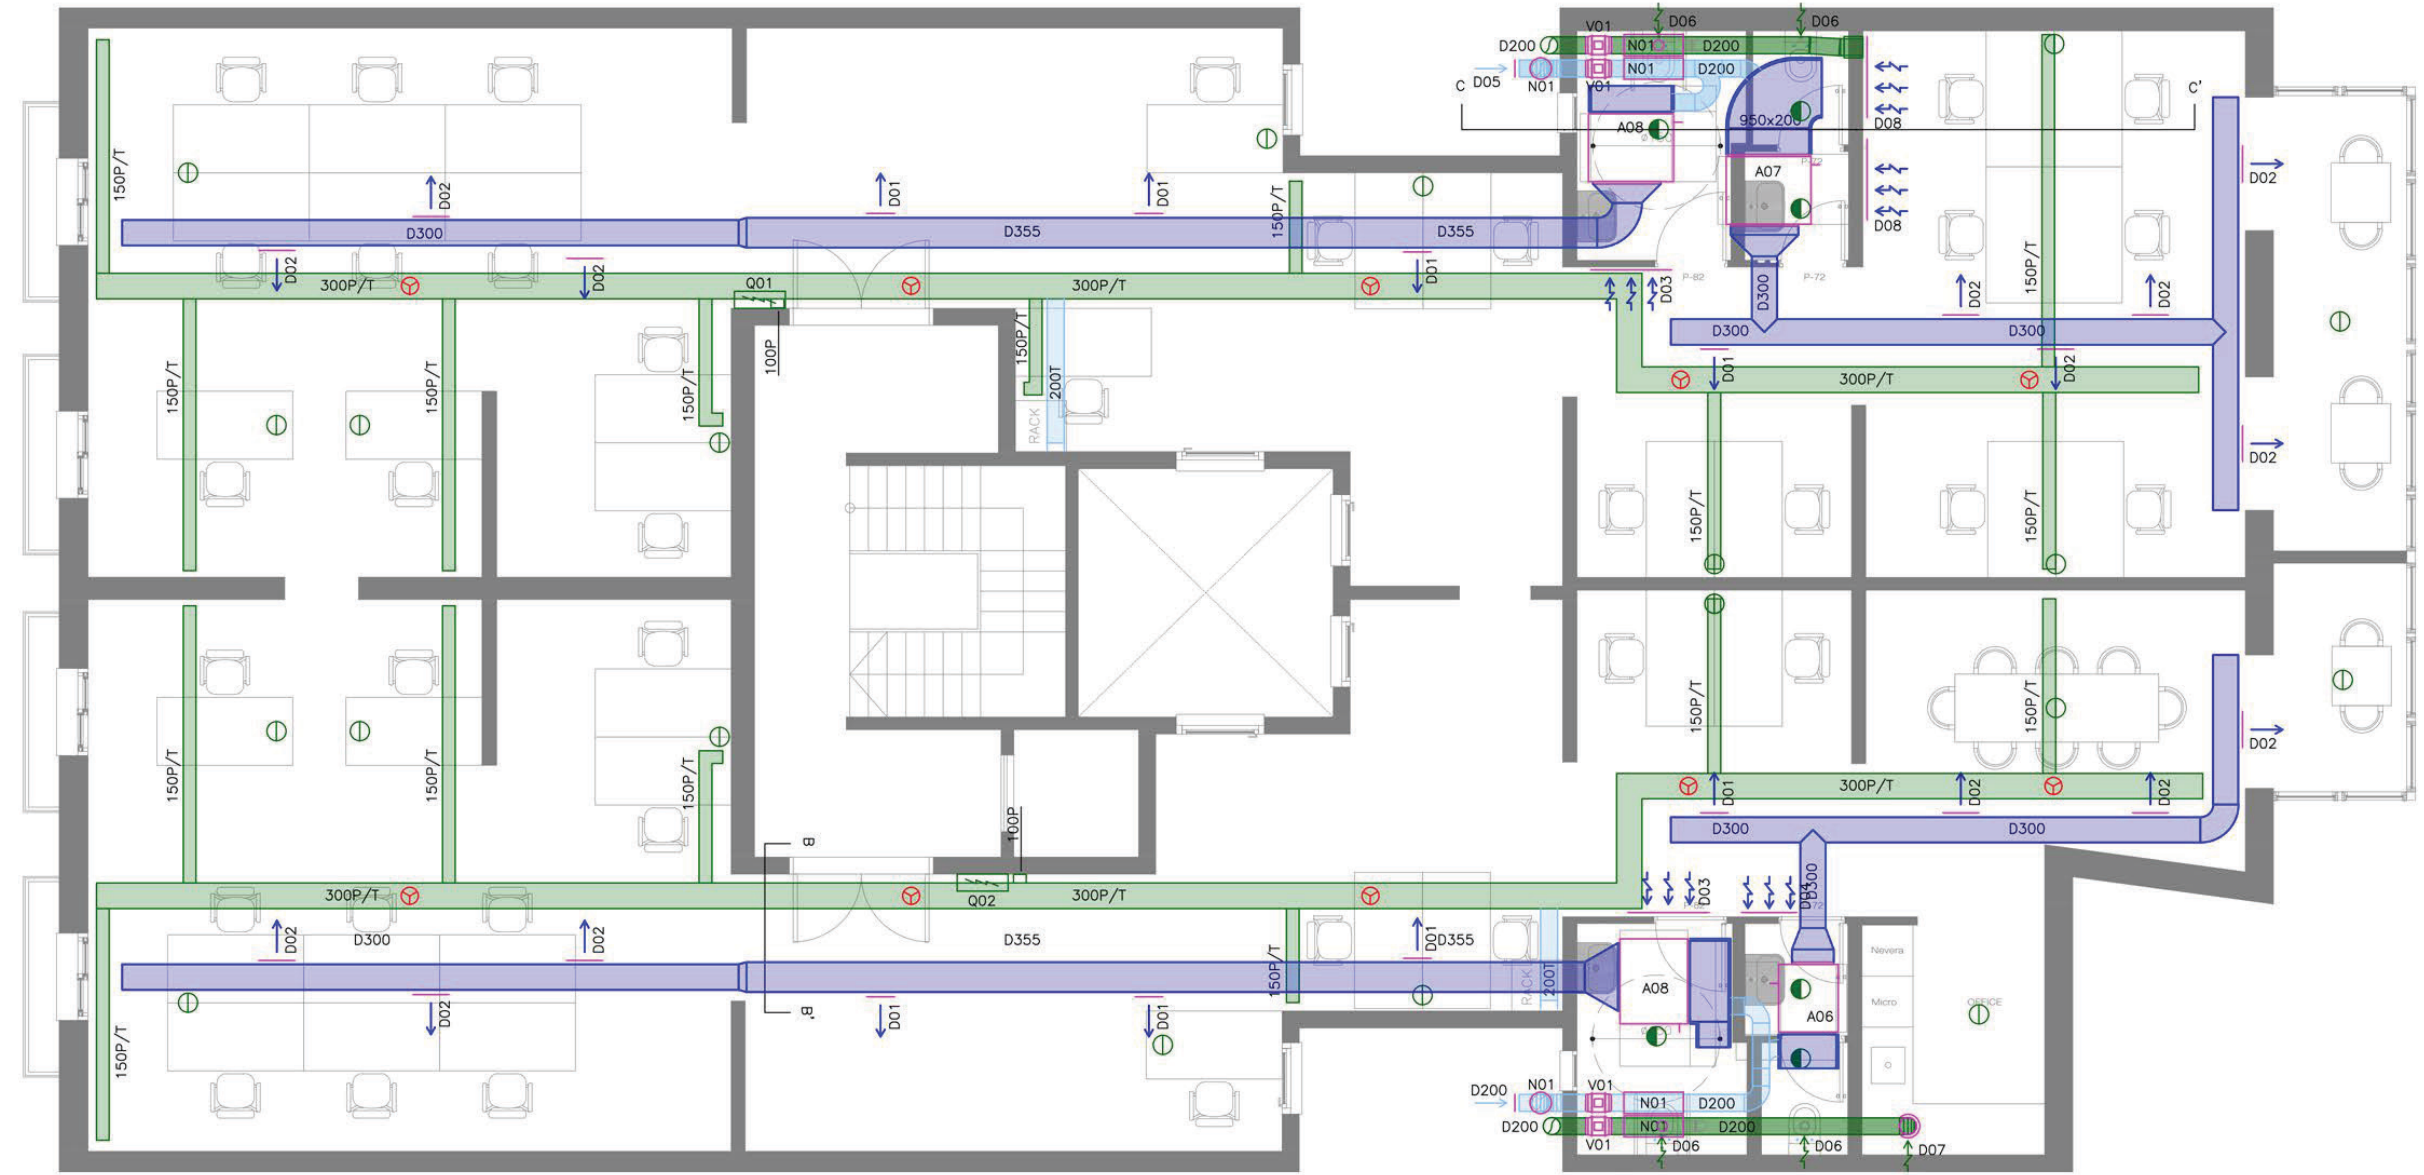 V01
D06
D06
D200
N01
D200
D05
N01
V01
N01
D200
C
C'
D08
A08
950x200
P-72
A07
150P/T
D02
D01
D01
150P/T
D02
D08
D300
D355
D355
150P/T
D02
D02
D01
300P/T
Q01
300P/T
D03
P-82
P-72
D300
D02
D02
D300
D300
100P
150P/T
200T
RACK
D01
D02
300P/T
150P/T
150P/T
150P/T
D02
150P/T
150P/T
150P/T
150P/T
150P/T
150P/T
150P/T
D02
D01
D02
D02
300P/T
D300
D300
B
100P
300P/T
Q02
300P/T
D03
D04
D300
D02
D300
D02
D355
D01
D355
150P/T
RACK
200T
A08
Nevera
Micro
OFFICE
A06
B'
D02
D01
D01
150P/T
D200
N01
V01
N01
D200
D200
V01
N01
D200
D06
D06
D07